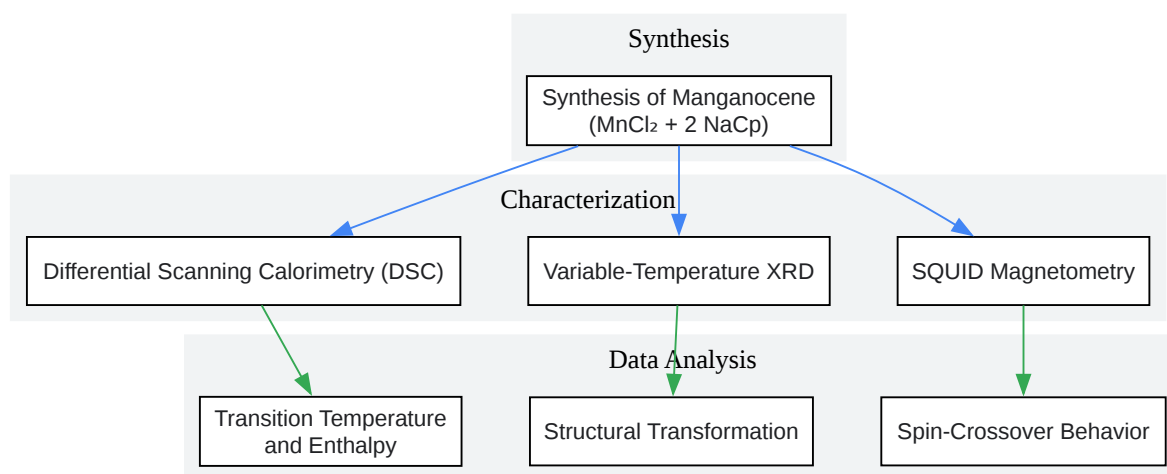 Synthesis
Synthesis of Manganocene
(MnCl₂ + 2 NaCp)
Characterization
Differential Scanning Calorimetry (DSC)
Variable-Temperature XRD
SQUID Magnetometry
Data Analysis
Transition Temperature
and Enthalpy
Structural Transformation
Spin-Crossover Behavior